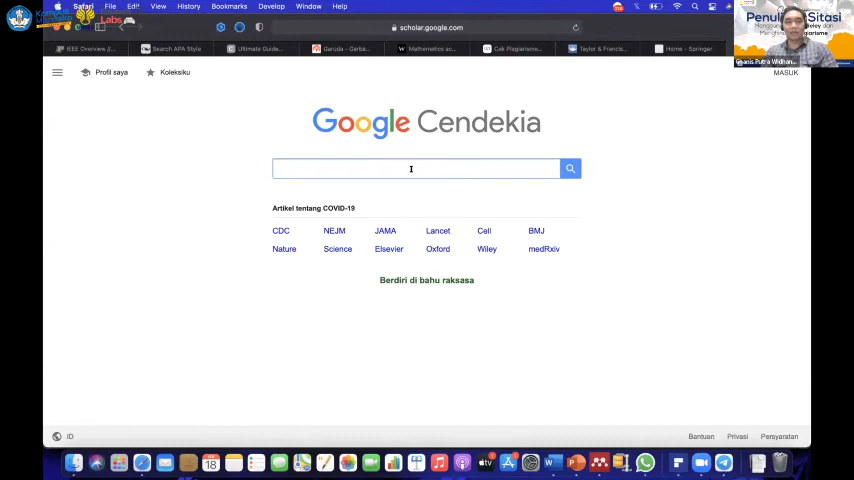 Safari File Edit View History Bookmarks Develop Window Help
Labs
scholar.google.com
IEEE Overview //...
Search APA Style
Ultimate Guide...
Garuda - Garba...
Mathematics ac...
Cek Plagiarisme...
Taylor & Francis...
Home - Springer
Profil saya
Koleksiku
MASUK
Google Cendekia
Artikel tentang COVID-19
CDC NEJM JAMA Lancet Cell BMJ
Nature Science Elsevier Oxford Wiley medRxiv
Berdiri di bahu raksasa
ID
Bantuan Privasi Persyaratan
18